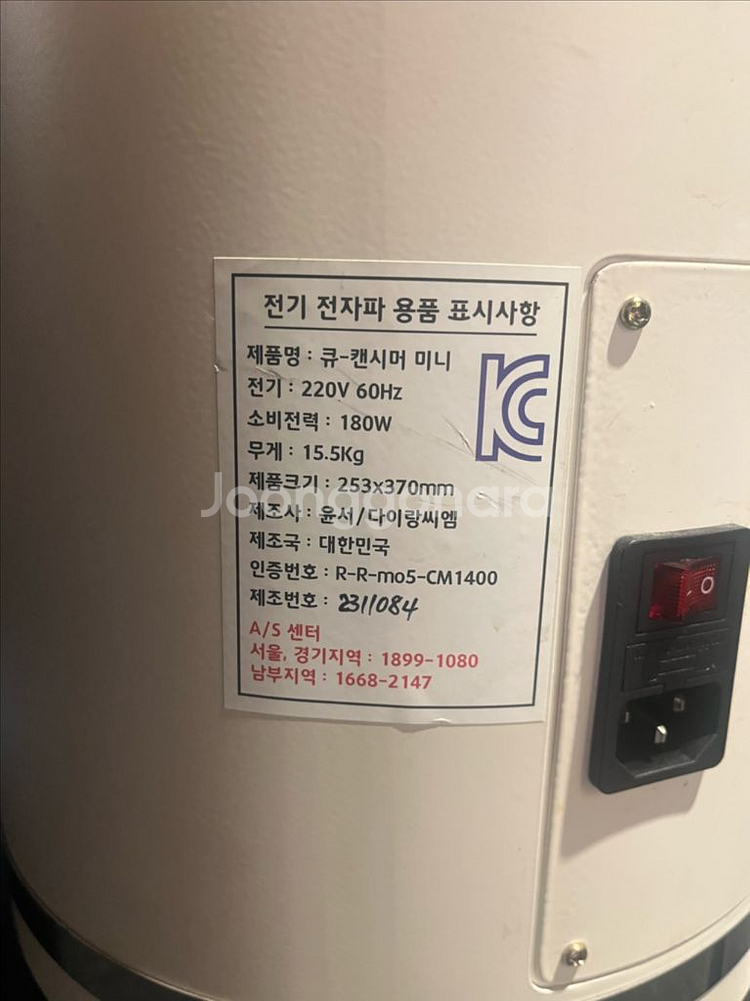 전기 전자파 용품 표시사항
제품명 : 큐-캔시머 미니
전기 : 220V 60Hz
소비전력 : 180W
무게 : 15.5Kg
제품크기 : 253x370mm
Joonggonara
제조사 : 윤서/다이랑씨엠
제조국 : 대한민국
인증번호 : R-R-mo5-CM1400
제조번호 : 2311084
A/S 센터
서울, 경기지역 : 1899-1080
남부지역 : 1668-2147
KC